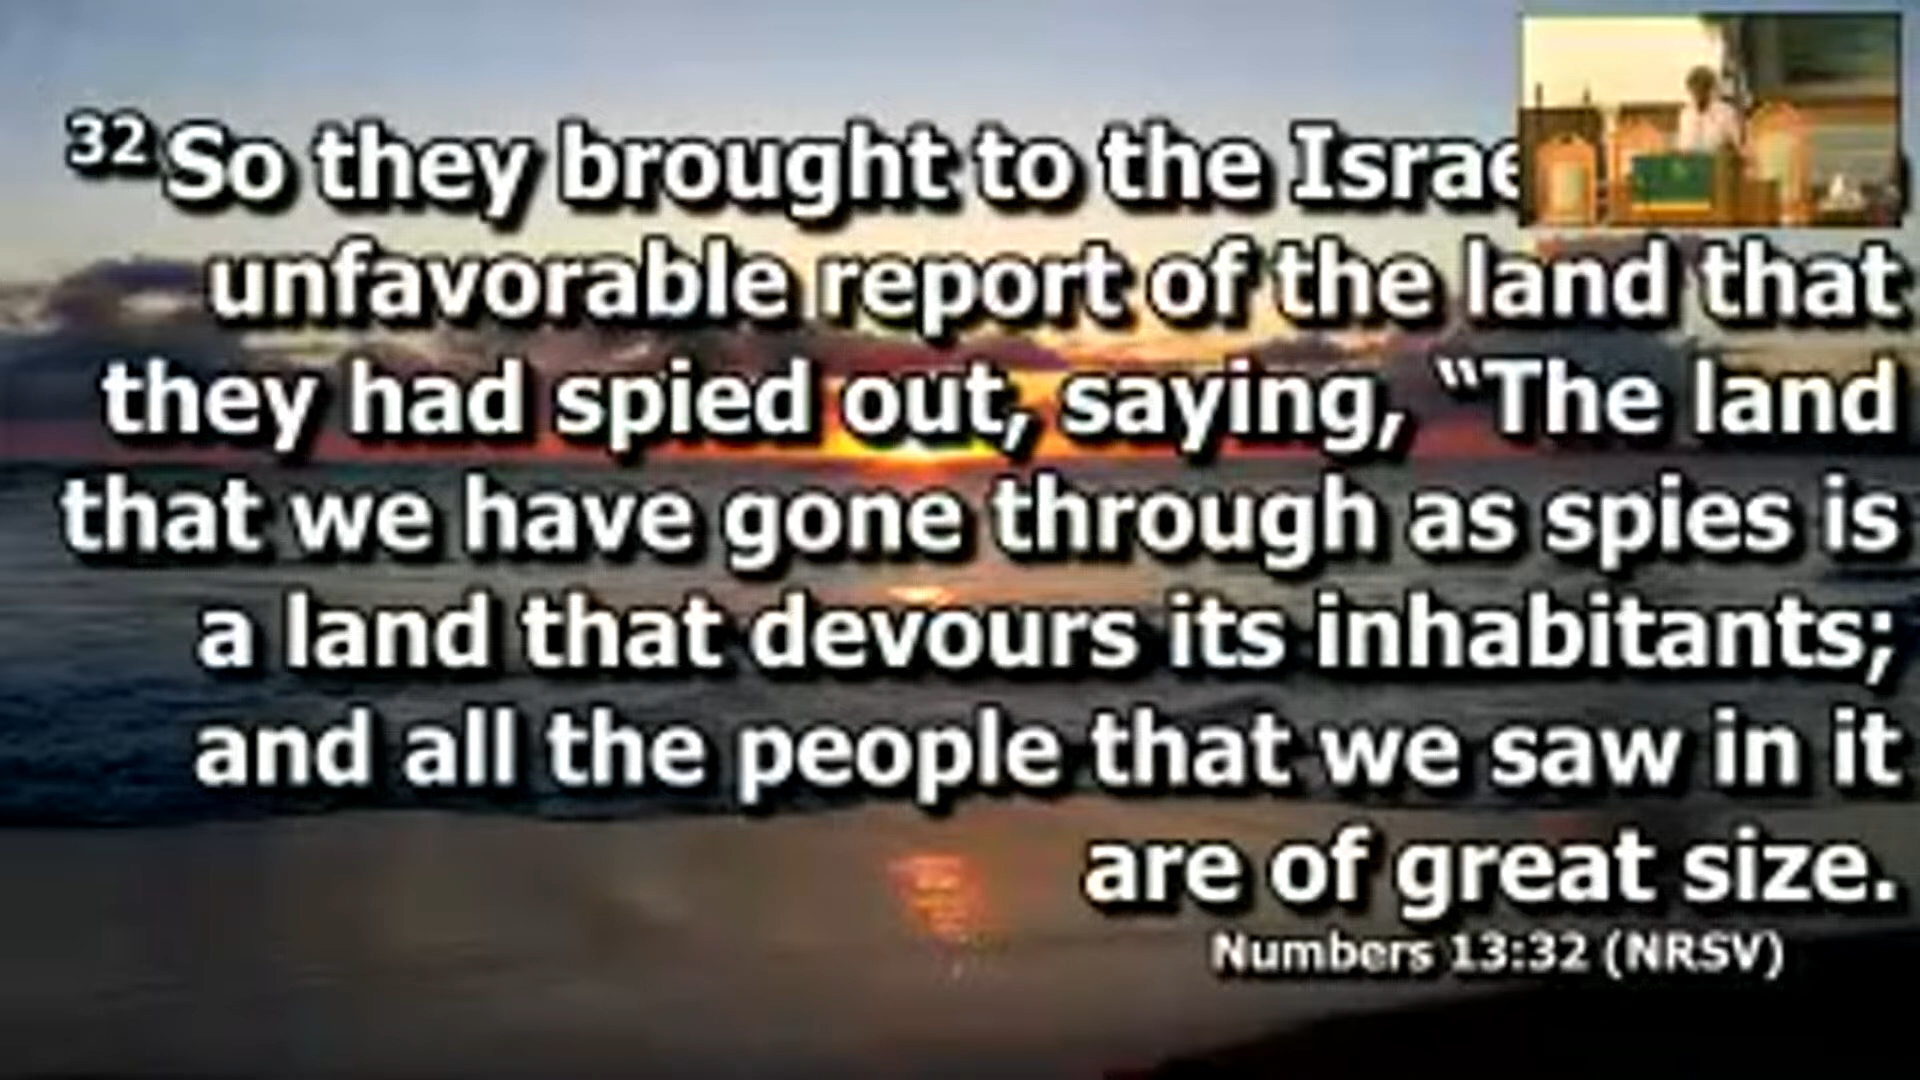 32 So they brought to the Israe
unfavorable report of the land that
they had spied out, saying, “The land
that we have gone through as spies is
a land that devours its inhabitants;
and all the people that we saw in it
are of great size.
Numbers 13:32 (NRSV)